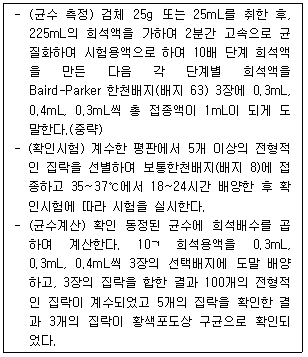 - (균수 측정) 검체 25g 또는 25mL를 취한 후,
225mL의 희석액을 가하여 2분간 고속으로 균
질화하여 시험용액으로 하여 10배 단계 희석액
을 만든 다음 각 단계별 희석액을
Baird-Parker 한천배지(배지 63) 3장에 0.3mL,
0.4mL, 0.3mL씩 총 접종액이 1mL이 되게 도
말한다.(중략)
- (확인시험) 계수한 평판에서 5개 이상의 전형적
인 집락을 선별하여 보통한천배지(배지 8)에 접
종하고 35~37℃에서 18~24시간 배양한 후 확
인시험에 따라 시험을 실시한다.
- (균수계산) 확인 동정된 균수에 희석배수를 곱
하여 계산한다. 10¬ 희석용액을 0.3mL,
0.3mL, 0.4mL씩 3장의 선택배지에 도말 배양
하고, 3장의 집락을 합한 결과 100개의 전형적
인 집락이 계수되었고 5개의 집락을 확인한 결
과 3개의 집락이 황색포도상 구균으로 확인되
었다.